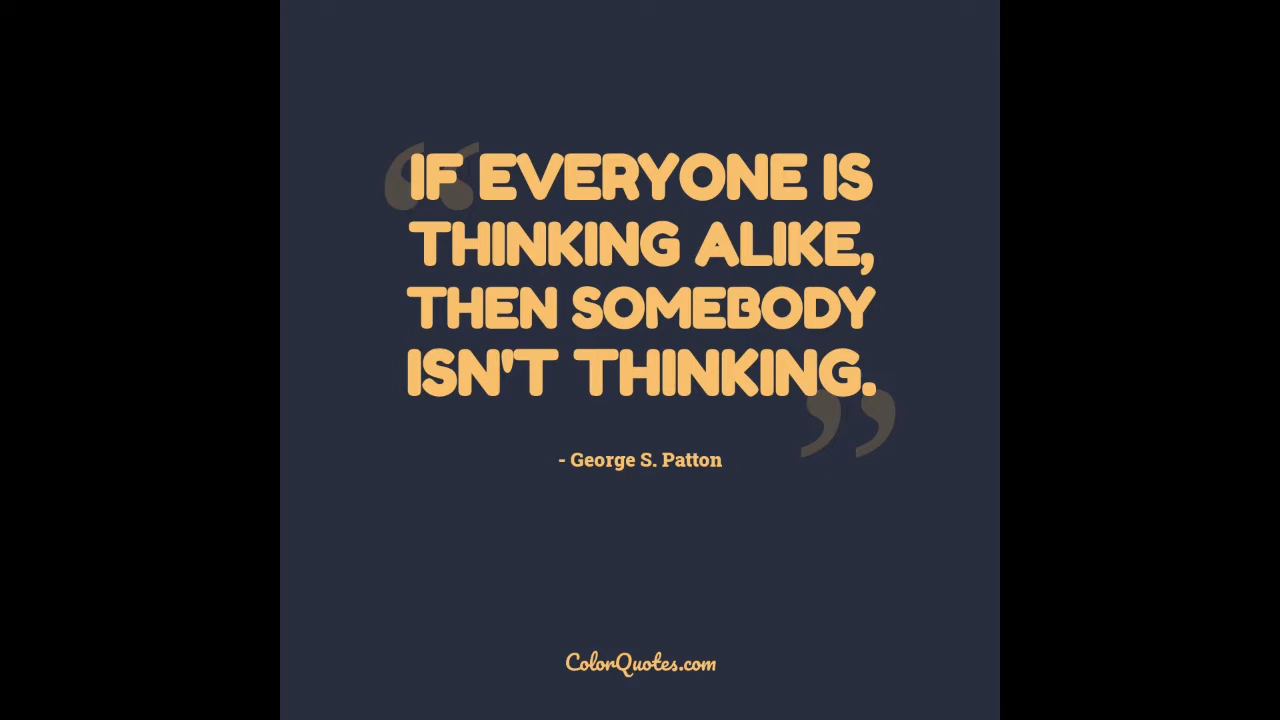 IF EVERYONE IS
THINKING ALIKE,
THEN SOMEBODY
ISN'T THINKING.
- George S. Patton
ColorQuotes.com